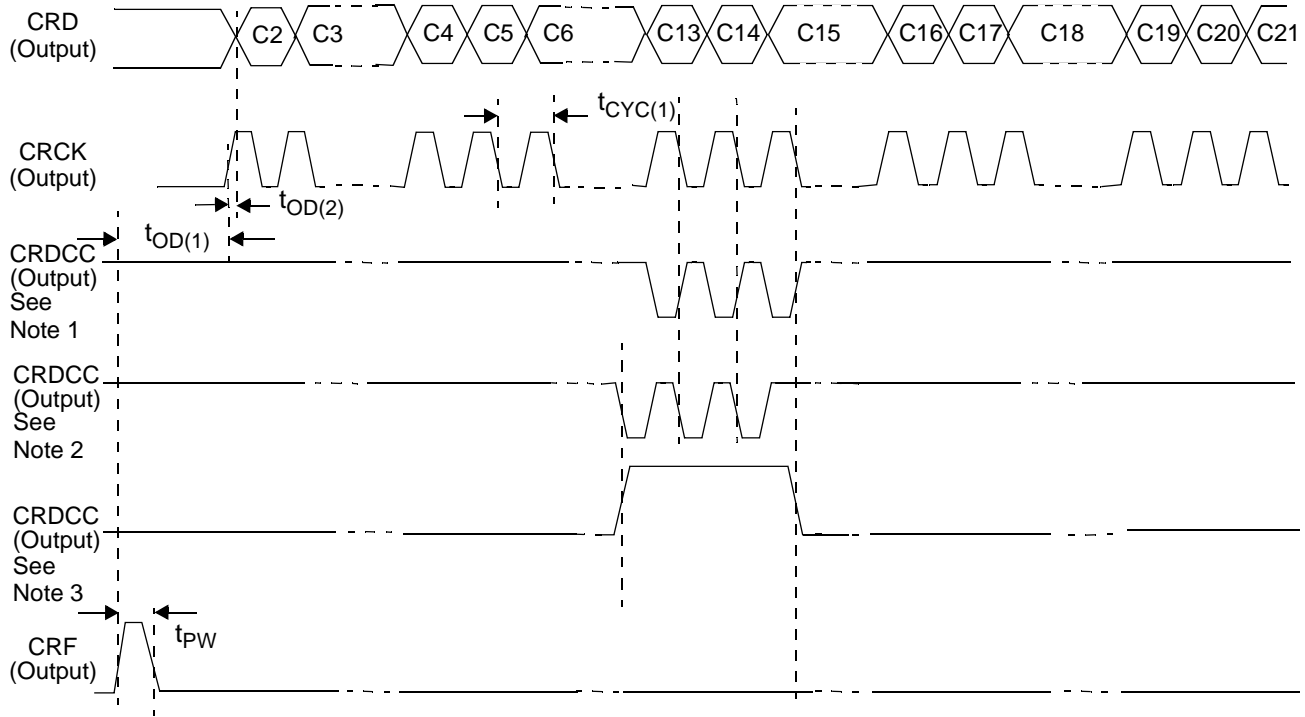 CRD
(Output)
C2 C3 C4 C5 C6 C13 C14 C15 C16 C17 C18 C19 C20 C21
tCYC(1)
CRCK
(Output)
tOD(2)
tOD(1)
CRDCC
(Output)
See
Note 1
CRDCC
(Output)
See
Note 2
CRDCC
(Output)
See
Note 3
tPW
CRF
(Output)